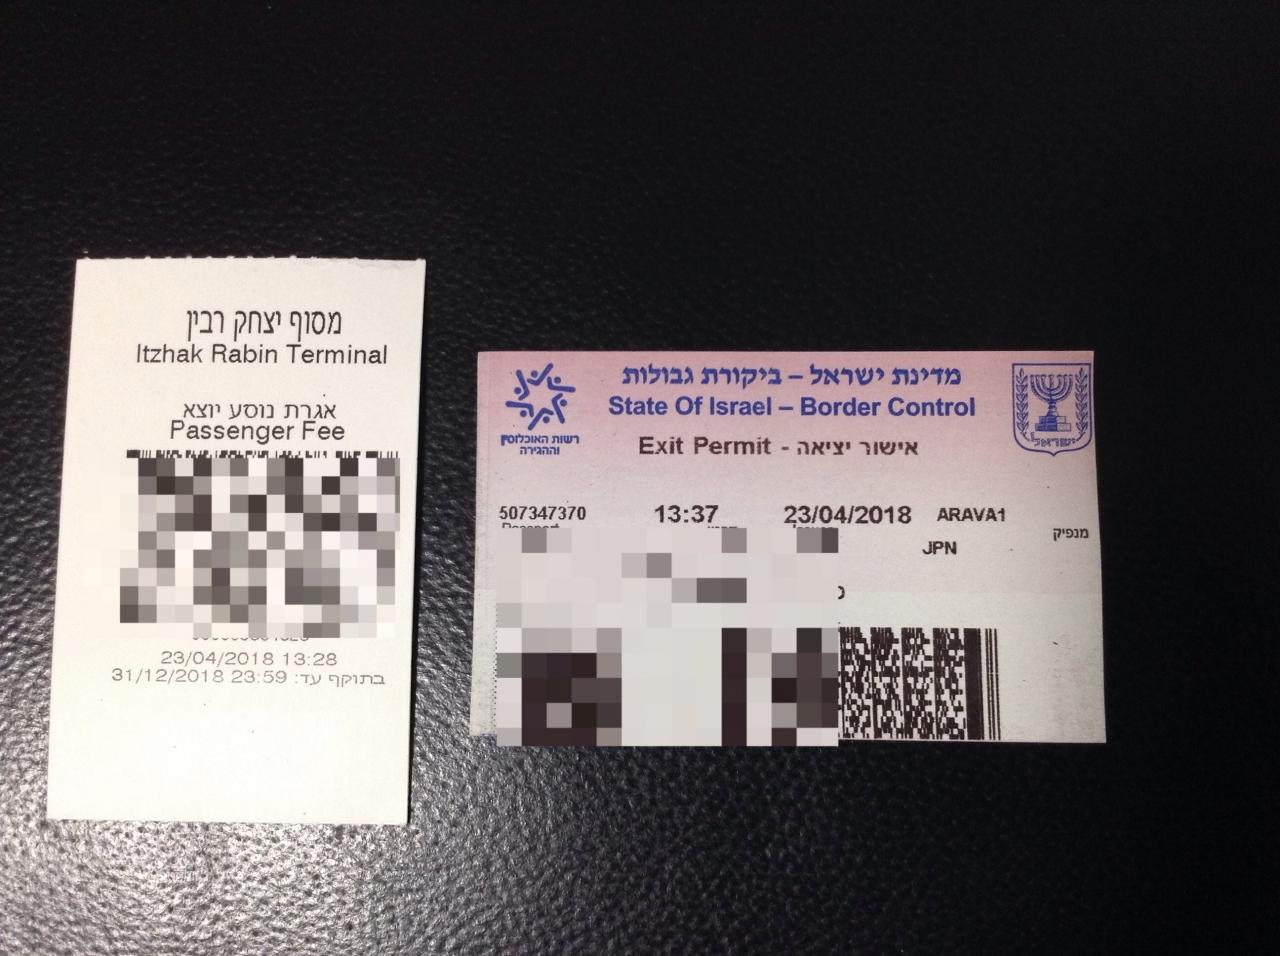 מסוף יצחק רבין
Itzhak Rabin Terminal
אגרת נוסע יוצא
Passenger Fee
23/04/2018 13:28
בתוקף עד: 31/12/2018 23:59
רשות האוכלוסין
וההגירה
מדינת ישראל – ביקורת גבולות
State Of Israel – Border Control
Exit Permit - אישור יציאה
ישראל
507347370 13:37 23/04/2018 ARAVA1
מנפיק
JPN